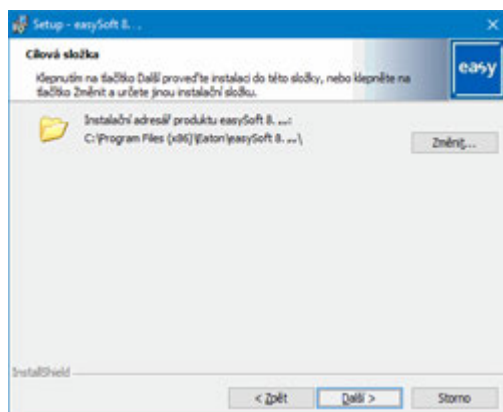 Setup - easySoft 8. ...
Cílová složka
Klepnutím na tlačítko Další proveďte instalaci do této složky, nebo klepněte na
tlačítko Změnit a určete jinou instalační složku.
easy
Instalační adresář produktu easySoft 8. ...:
C:\Program Files (x86)\Eaton\easySoft 8. ...\
Změnit...
InstallShield
< Zpět
Další >
Storno